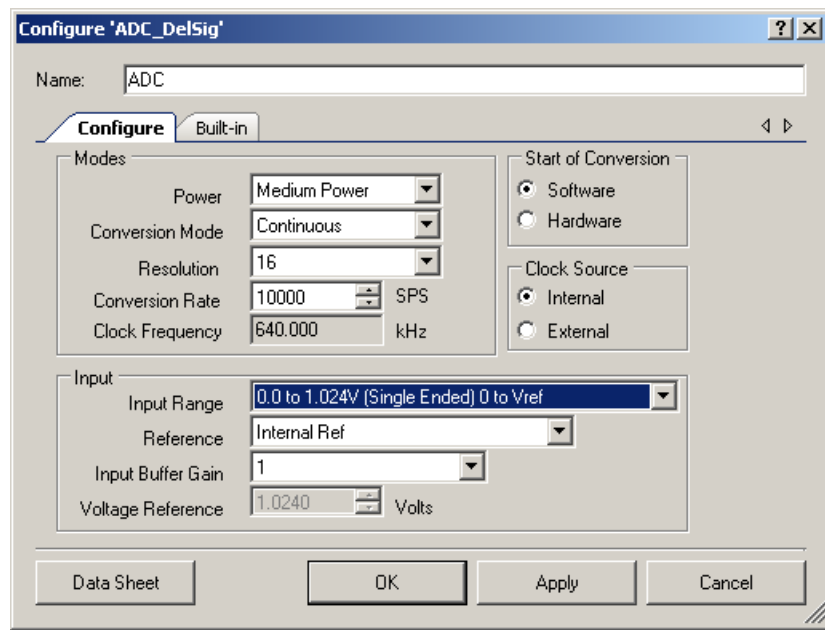 Configure 'ADC_DelSig'
Name: ADC
Configure Built-in
Modes
Power Medium Power
Conversion Mode Continuous
Resolution 16
Conversion Rate 10000 SPS
Clock Frequency 640.000 kHz
Start of Conversion
Software
Hardware
Clock Source
Internal
External
Input
Input Range 0.0 to 1.024V (Single Ended) 0 to Vref
Reference Internal Ref
Input Buffer Gain 1
Voltage Reference 1.0240 Volts
Data Sheet OK Apply Cancel